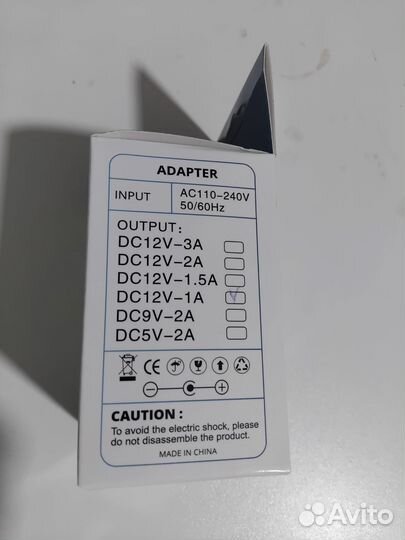 ADAPTER
INPUT AC110-240V
50/60Hz
OUTPUT:
DC12V-3A
DC12V-2A
DC12V-1.5A
DC12V-1A
DC9V-2A
DC5V-2A
CE
CAUTION :
To avoid the electric shock, please
do not disassemble the product.
MADE IN CHINA
Avito